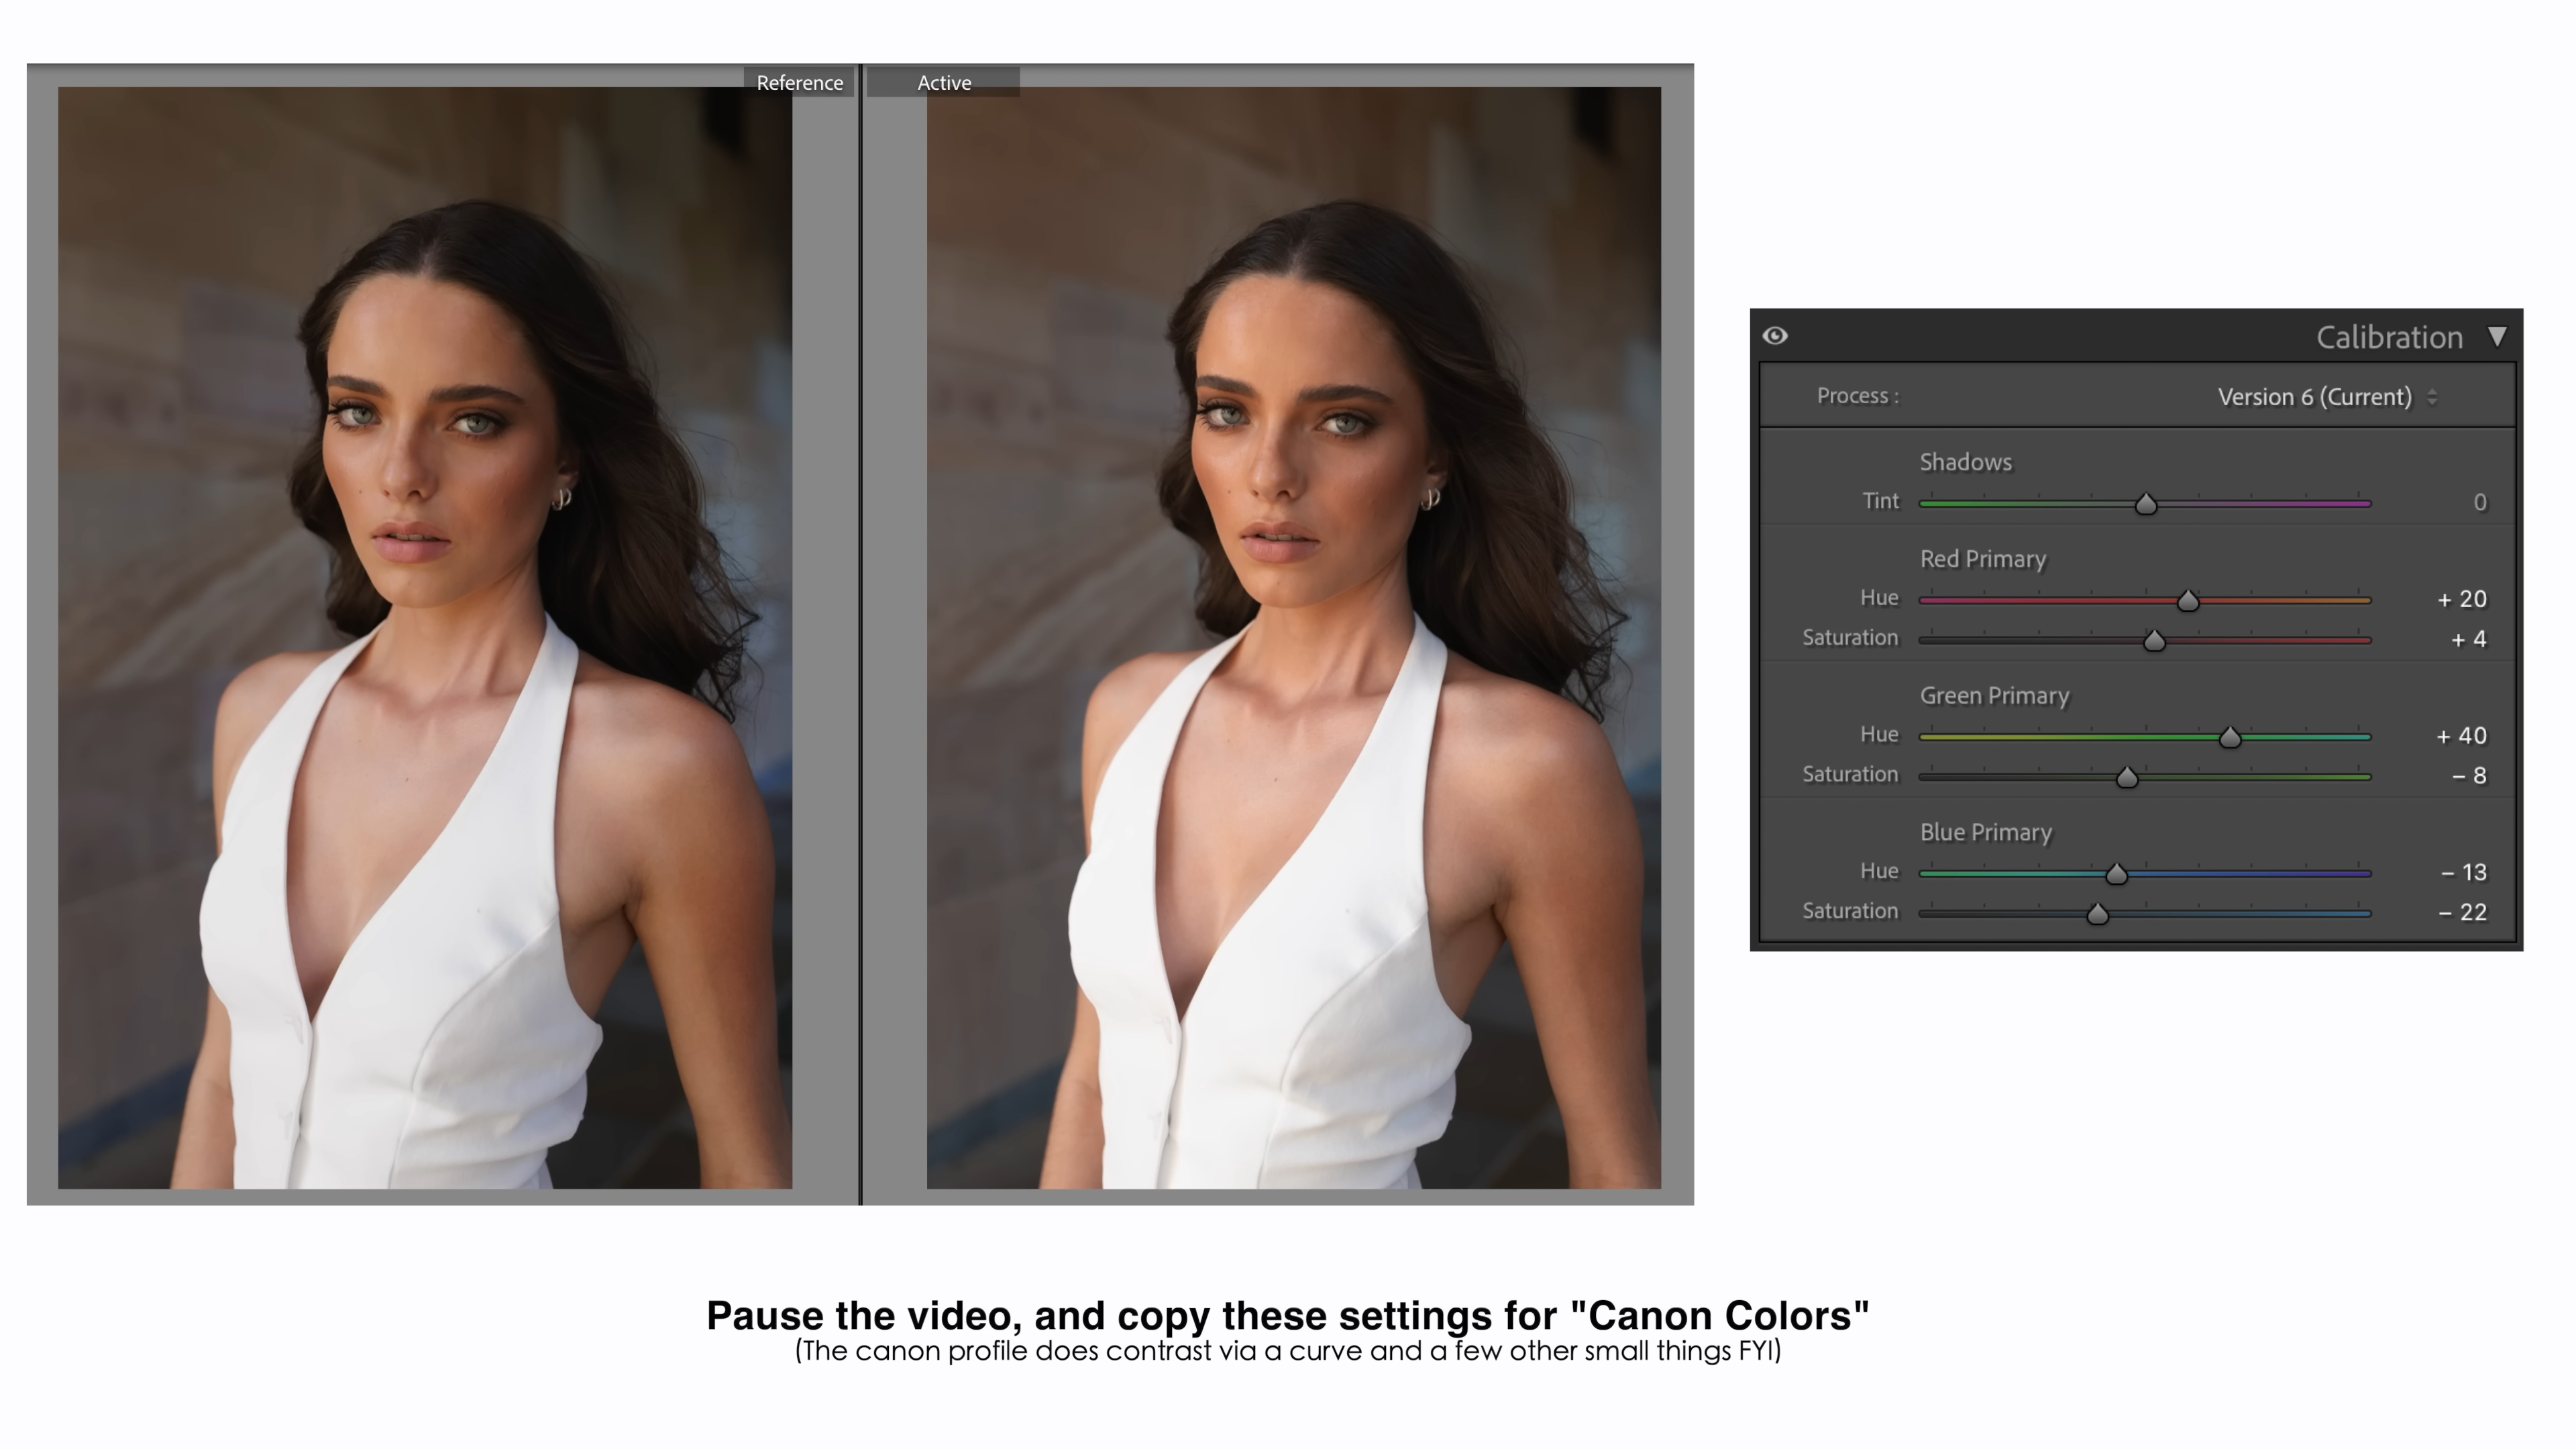 Reference
Active
Calibration
Process :
Version 6 (Current)
Shadows
Tint
0
Red Primary
Hue
+ 20
Saturation
+ 4
Green Primary
Hue
+ 40
Saturation
– 8
Blue Primary
Hue
– 13
Saturation
– 22
Pause the video, and copy these settings for "Canon Colors"
(The canon profile does contrast via a curve and a few other small things FYI)